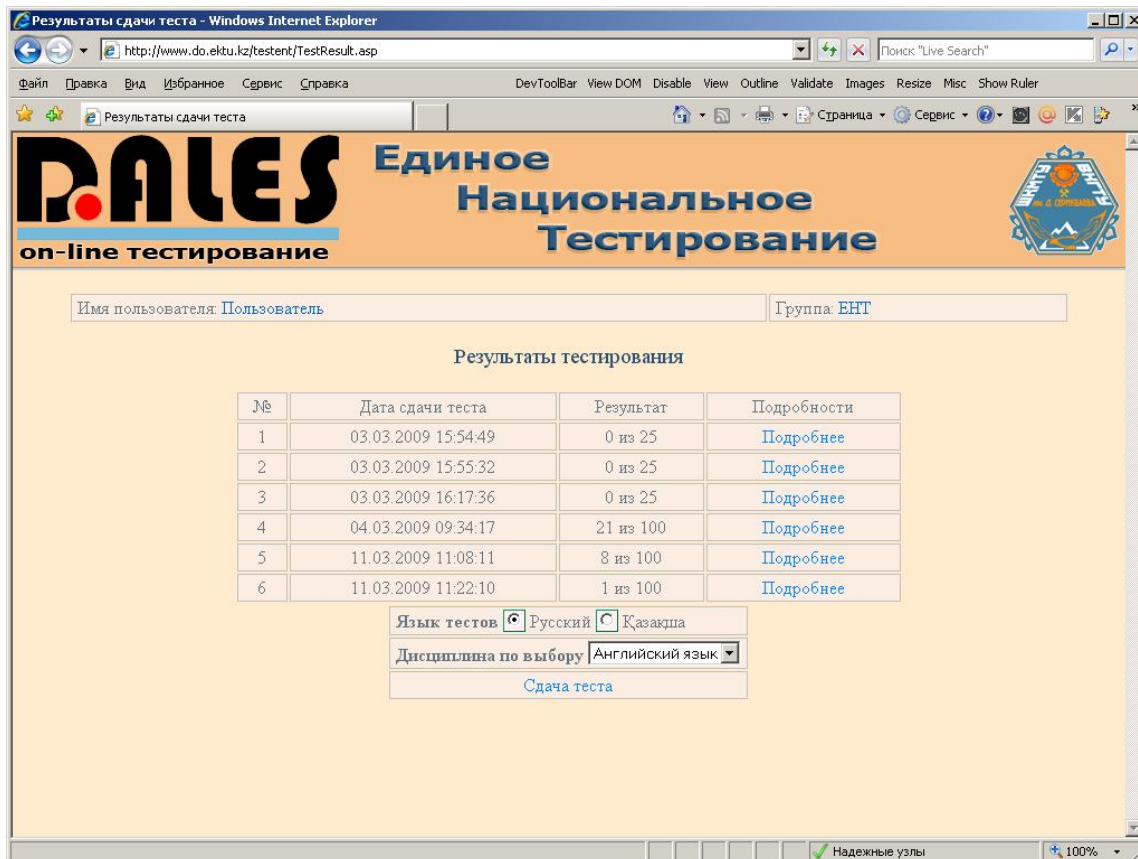 Результаты сдачи теста - Windows Internet Explorer
http://www.do.ektu.kz/testent/TestResult.asp Поиск "Live Search"
Файл Правка Вид Избранное Сервис Справка DevToolBar View DOM Disable View Outline Validate Images Resize Misc Show Ruler
Результаты сдачи теста Страница Сервис »
D.ALES
on-line тестирование
Единое
Национальное
Тестирование
Имя пользователя: Пользователь Группа: ЕНТ
Результаты тестирования
№ Дата сдачи теста Результат Подробности
1 03.03.2009 15:54:49 0 из 25 Подробнее
2 03.03.2009 15:55:32 0 из 25 Подробнее
3 03.03.2009 16:17:36 0 из 25 Подробнее
4 04.03.2009 09:34:17 21 из 100 Подробнее
5 11.03.2009 11:08:11 8 из 100 Подробнее
6 11.03.2009 11:22:10 1 из 100 Подробнее
Язык тестов Русский Қазақша
Дисциплина по выбору Английский язык
Сдача теста
Надежные узлы 100%